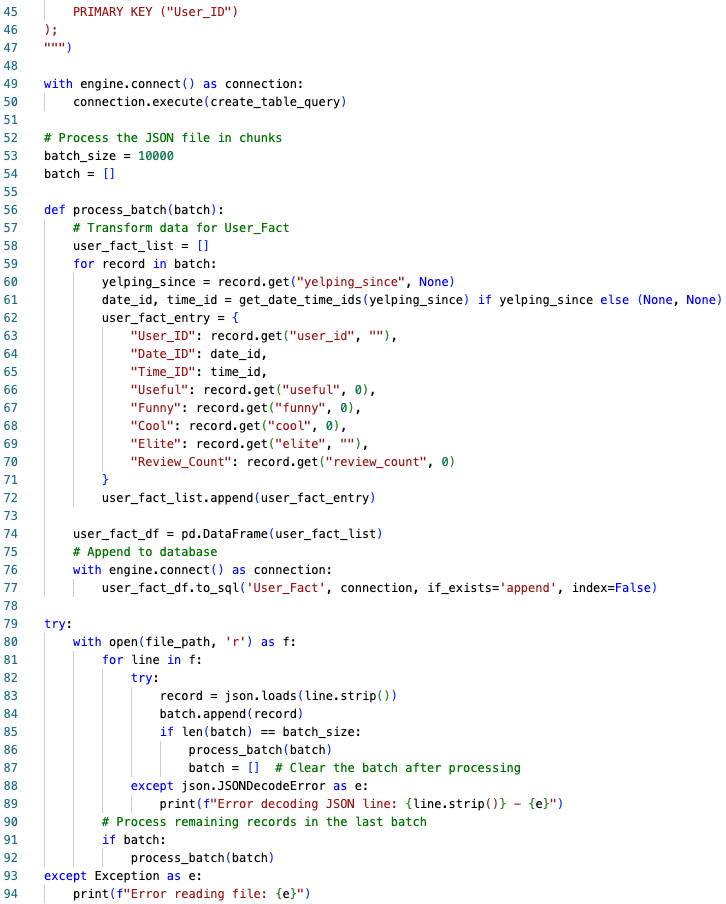 45 PRIMARY KEY ("User_ID")
46 );
47 """)
48
49 with engine.connect() as connection:
50     connection.execute(create_table_query)
51
52 # Process the JSON file in chunks
53 batch_size = 10000
54 batch = []
55
56 def process_batch(batch):
57     # Transform data for User_Fact
58     user_fact_list = []
59     for record in batch:
60         yelping_since = record.get("yelping_since", None)
61         date_id, time_id = get_date_time_ids(yelping_since) if yelping_since else (None, None)
62         user_fact_entry = {
63             "User_ID": record.get("user_id", ""),
64             "Date_ID": date_id,
65             "Time_ID": time_id,
66             "Useful": record.get("useful", 0),
67             "Funny": record.get("funny", 0),
68             "Cool": record.get("cool", 0),
69             "Elite": record.get("elite", ""),
70             "Review_Count": record.get("review_count", 0)
71         }
72         user_fact_list.append(user_fact_entry)
73
74     user_fact_df = pd.DataFrame(user_fact_list)
75     # Append to database
76     with engine.connect() as connection:
77         user_fact_df.to_sql('User_Fact', connection, if_exists='append', index=False)
78
79 try:
80     with open(file_path, 'r') as f:
81         for line in f:
82             try:
83                 record = json.loads(line.strip())
84                 batch.append(record)
85                 if len(batch) == batch_size:
86                     process_batch(batch)
87                     batch = []  # Clear the batch after processing
88             except json.JSONDecodeError as e:
89                 print(f"Error decoding JSON line: {line.strip()} - {e}")
90         # Process remaining records in the last batch
91         if batch:
92             process_batch(batch)
93 except Exception as e:
94     print(f"Error reading file: {e}")